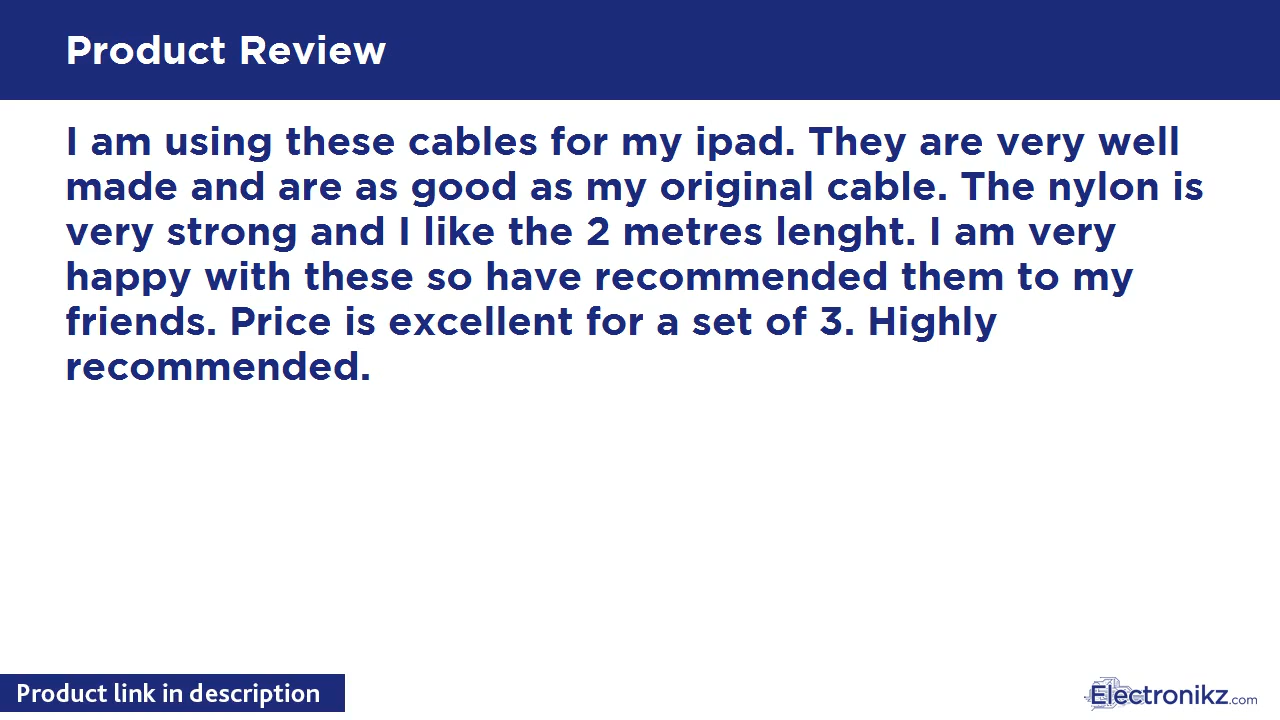 Product Review
I am using these cables for my ipad. They are very well
made and are as good as my original cable. The nylon is
very strong and I like the 2 metres lenght. I am very
happy with these so have recommended them to my
friends. Price is excellent for a set of 3. Highly
recommended.
Product link in description
Electronikz.com